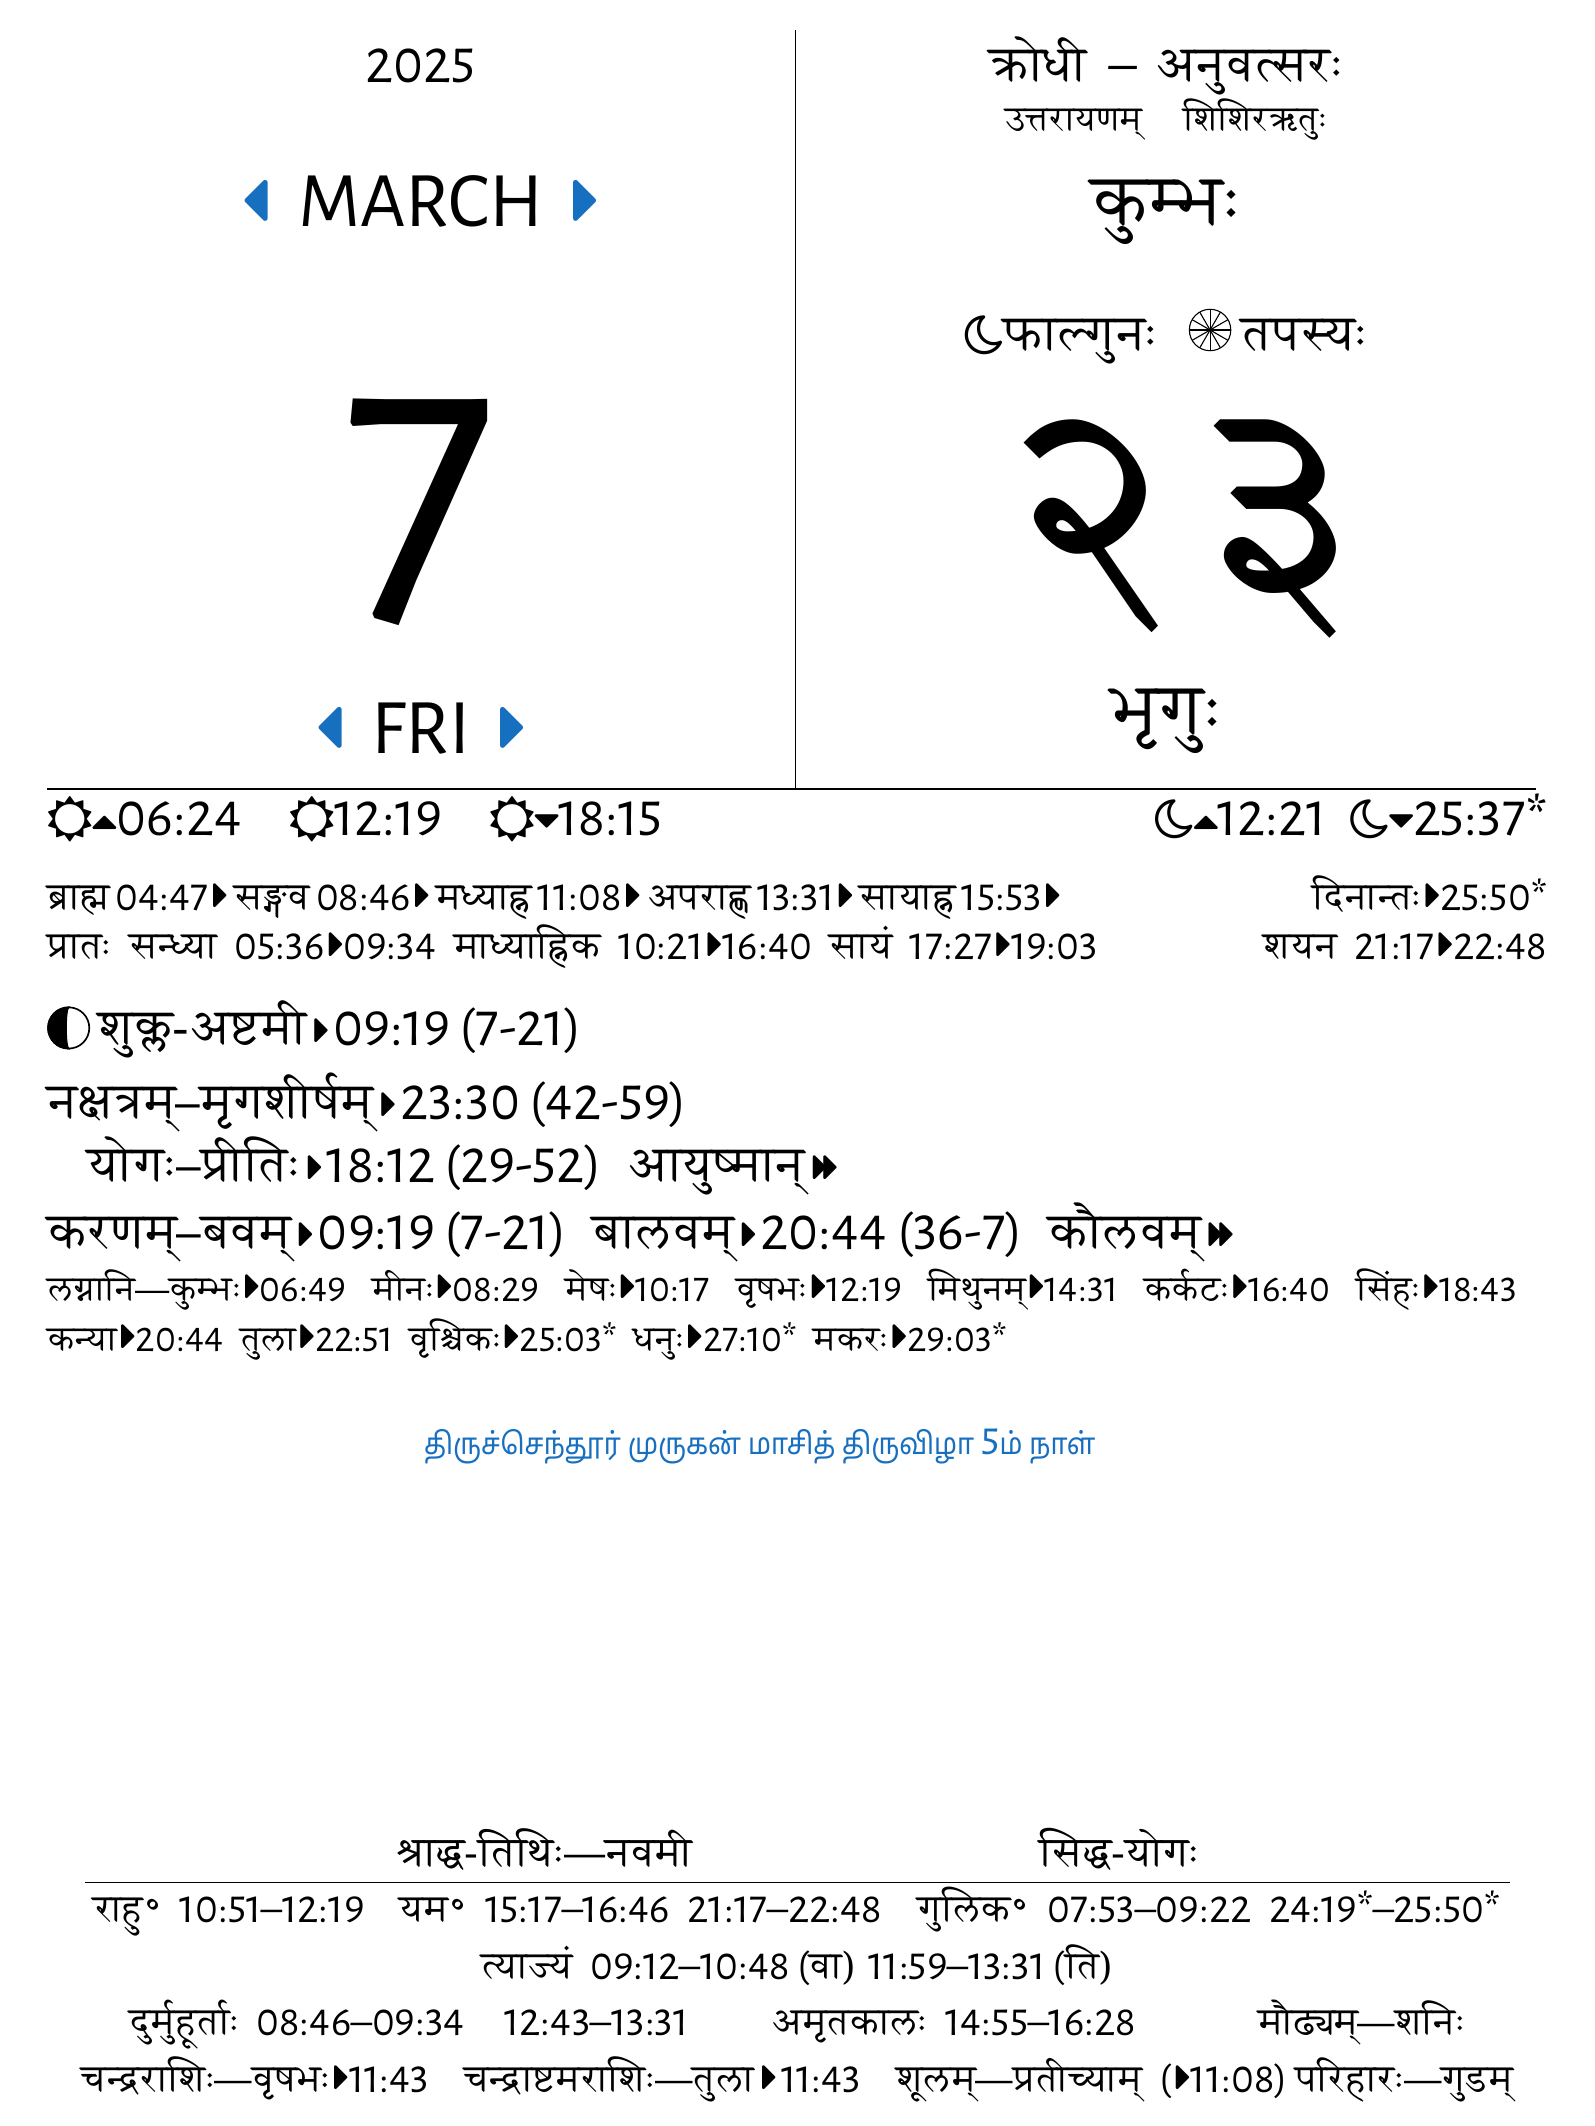 2025
MARCH
7
FRI
क्रोधी – अनुवत्सरः
उत्तरायणम् शिशिरऋतुः
कुम्भः
फाल्गुनः तपस्यः
२३
भृगुः
06:24 12:19 18:15 12:21 25:37*
ब्राह्म 04:47 सङ्गव 08:46 मध्याह्न 11:08 अपराह्ण 13:31 सायाह्न 15:53 दिनान्तः 25:50*
प्रातः सन्ध्या 05:36 09:34 माध्याह्निक 10:21 16:40 सायं 17:27 19:03 शयन 21:17 22:48
शुक्ल-अष्टमी 09:19 (7-21)
नक्षत्रम्–मृगशीर्षम् 23:30 (42-59)
योगः–प्रीतिः 18:12 (29-52) आयुष्मान्
करणम्–बवम् 09:19 (7-21) बालवम् 20:44 (36-7) कौलवम्
लग्नानि—कुम्भः 06:49 मीनः 08:29 मेषः 10:17 वृषभः 12:19 मिथुनम् 14:31 कर्कटः 16:40 सिंहः 18:43
कन्या 20:44 तुला 22:51 वृश्चिकः 25:03* धनुः 27:10* मकरः 29:03*
திருச்செந்தூர் முருகன் மாசித் திருவிழா 5ம் நாள்
श्राद्ध-तिथिः—नवमी सिद्ध-योगः
राहु॰ 10:51–12:19 यम॰ 15:17–16:46 21:17–22:48 गुलिक॰ 07:53–09:22 24:19*–25:50*
त्याज्यं 09:12–10:48 (वा) 11:59–13:31 (ति)
दुर्मुहूर्ताः 08:46–09:34 12:43–13:31 अमृतकालः 14:55–16:28 मौढ्यम्—शनिः
चन्द्रराशिः—वृषभः 11:43 चन्द्राष्टमराशिः—तुला 11:43 शूलम्—प्रतीच्याम् (11:08) परिहारः—गुडम्